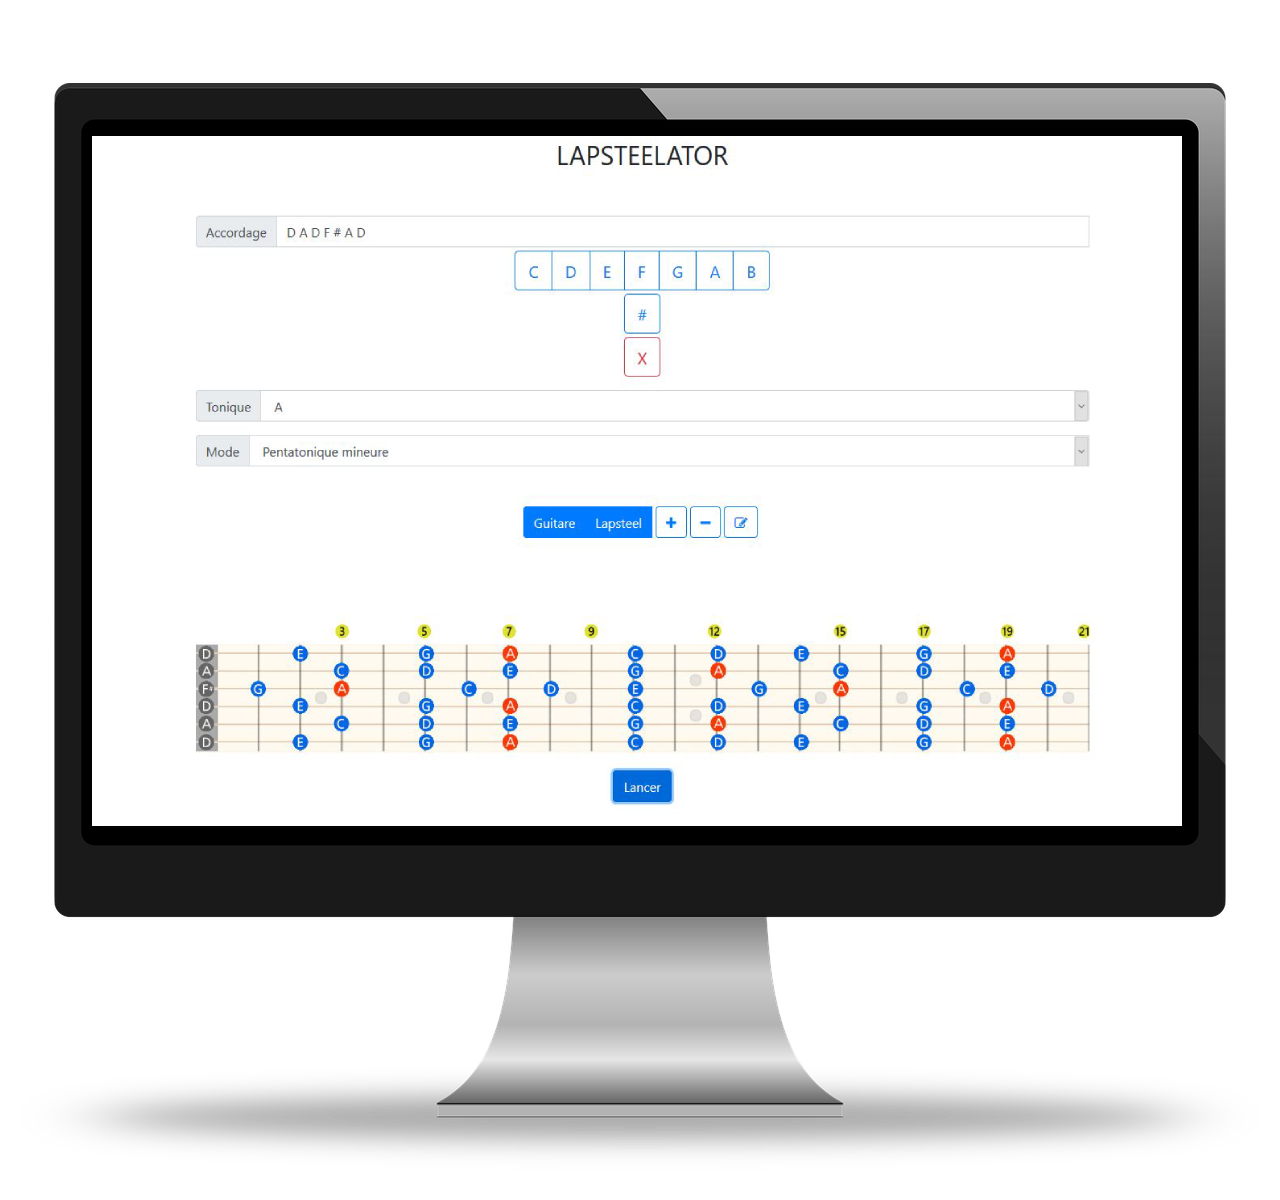 LAPSTEELATOR
Accordage D A D F # A D
C D E F G A B
#
X
Tonique A
Mode Pentatonique mineure
Guitare Lapsteel + −
3 5 7 9 12 15 17 19 21
D E G A C D E G A
A C D E G A C D E
F# G A C D E G A C D
D E G A C D E G A
A C D E G A C D E
D E G A C D E G A
Lancer